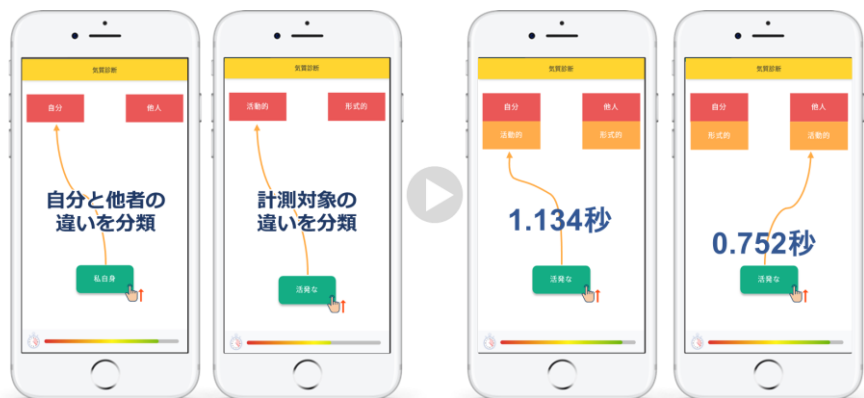 気質診断
自分
他人
自分と他者の
違いを分類
私自身
気質診断
活動的
形式的
計測対象の
違いを分類
活発な
気質診断
自分
他人
活動的
形式的
1.134秒
活発な
気質診断
自分
他人
形式的
活動的
0.752秒
活発な